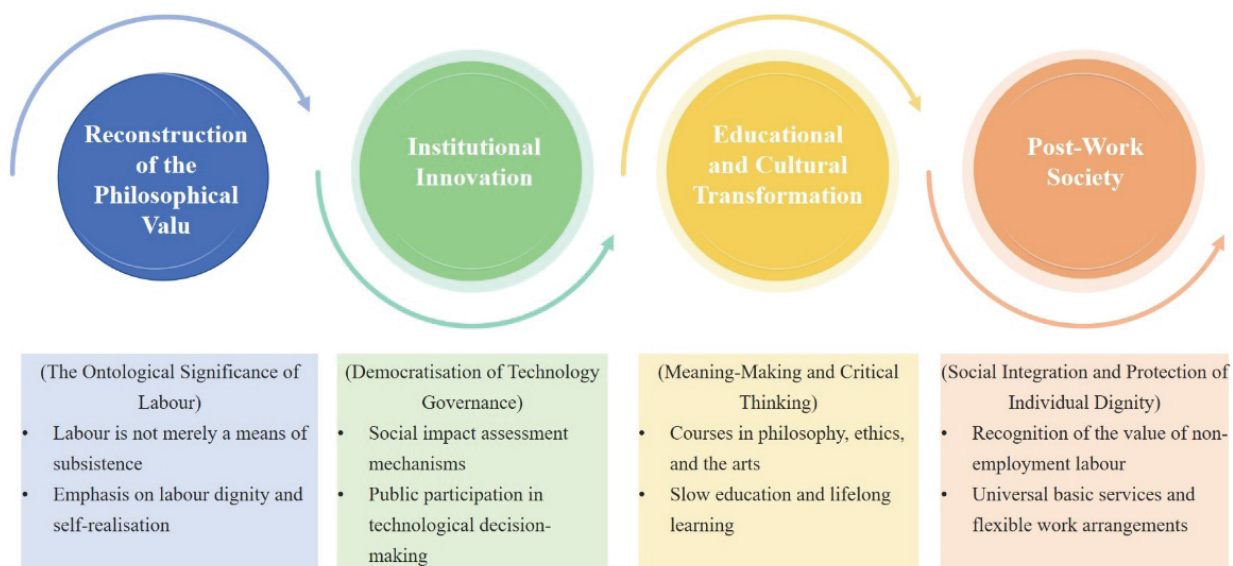 Reconstruction
of the
Philosophical
Valu
Institutional
Innovation
Educational
and Cultural
Transformation
Post-Work
Society
(The Ontological Significance of
Labour)
• Labour is not merely a means of
subsistence
• Emphasis on labour dignity and
self-realisation
(Democratisation of Technology
Governance)
• Social impact assessment
mechanisms
• Public participation in
technological decision-
making
(Meaning-Making and Critical
Thinking)
• Courses in philosophy, ethics,
and the arts
• Slow education and lifelong
learning
(Social Integration and Protection of
Individual Dignity)
• Recognition of the value of non-
employment labour
• Universal basic services and
flexible work arrangements